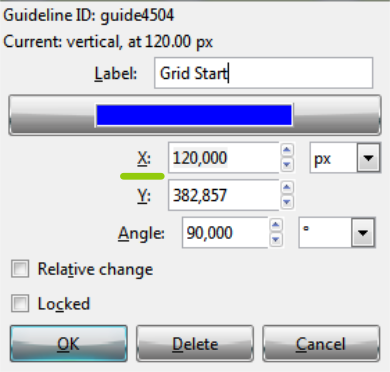 Guideline ID: guide4504
Current: vertical, at 120.00 px
Label: Grid Start
X: 120,000 px
Y: 382,857
Angle: 90,000 °
Relative change
Locked
OK Delete Cancel